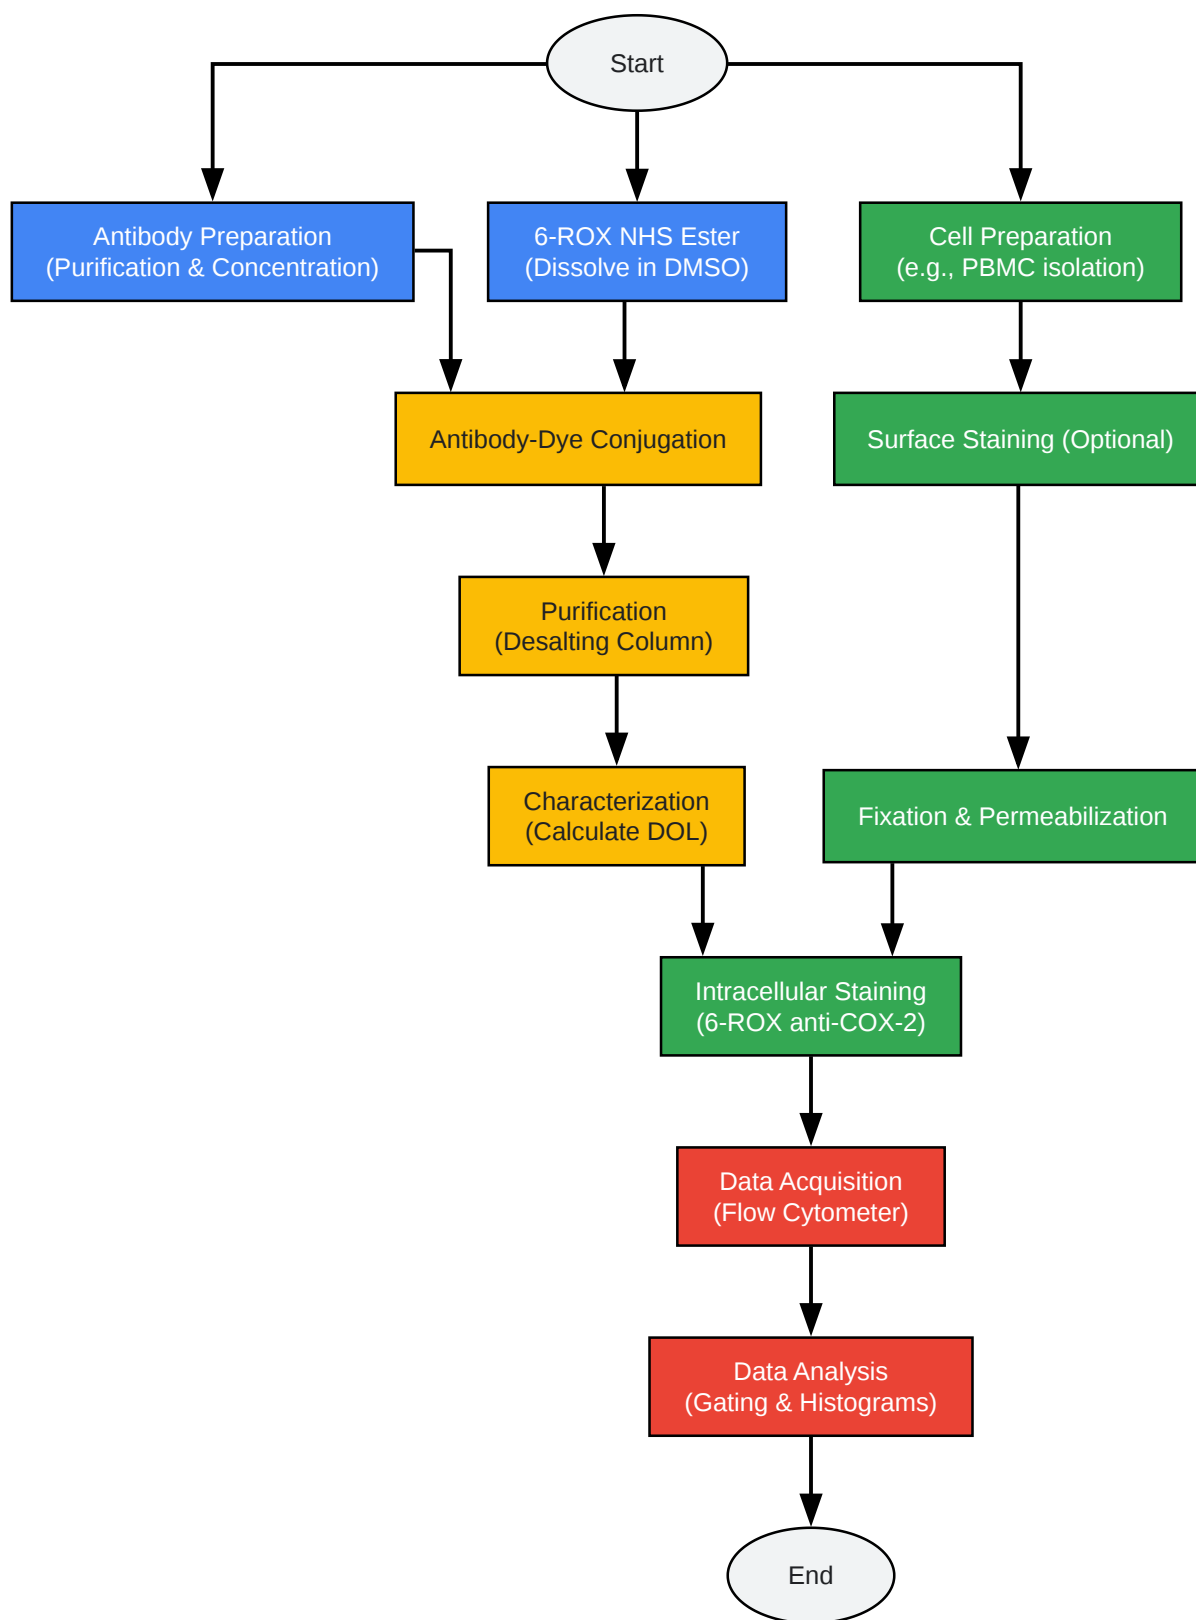 Start
Antibody Preparation
(Purification & Concentration)
6-ROX NHS Ester
(Dissolve in DMSO)
Cell Preparation
(e.g., PBMC isolation)
Antibody-Dye Conjugation
Surface Staining (Optional)
Purification
(Desalting Column)
Characterization
(Calculate DOL)
Fixation & Permeabilization
Intracellular Staining
(6-ROX anti-COX-2)
Data Acquisition
(Flow Cytometer)
Data Analysis
(Gating & Histograms)
End